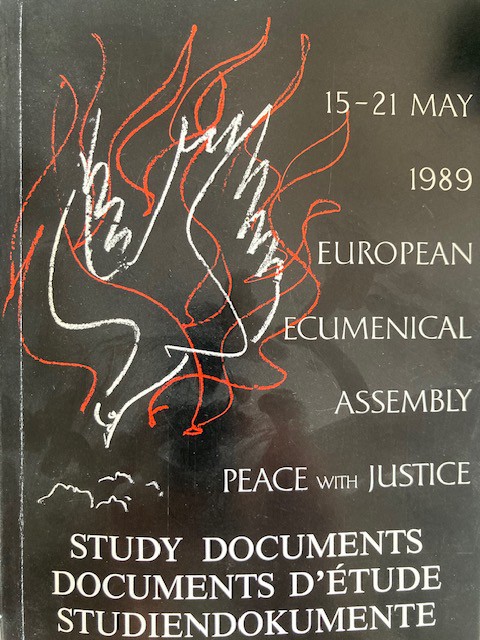 15-21 MAY
1989
EUROPEAN
ECUMENICAL
ASSEMBLY
PEACE WITH JUSTICE
STUDY DOCUMENTS
DOCUMENTS D'ÉTUDE
STUDIENDOKUMENTE